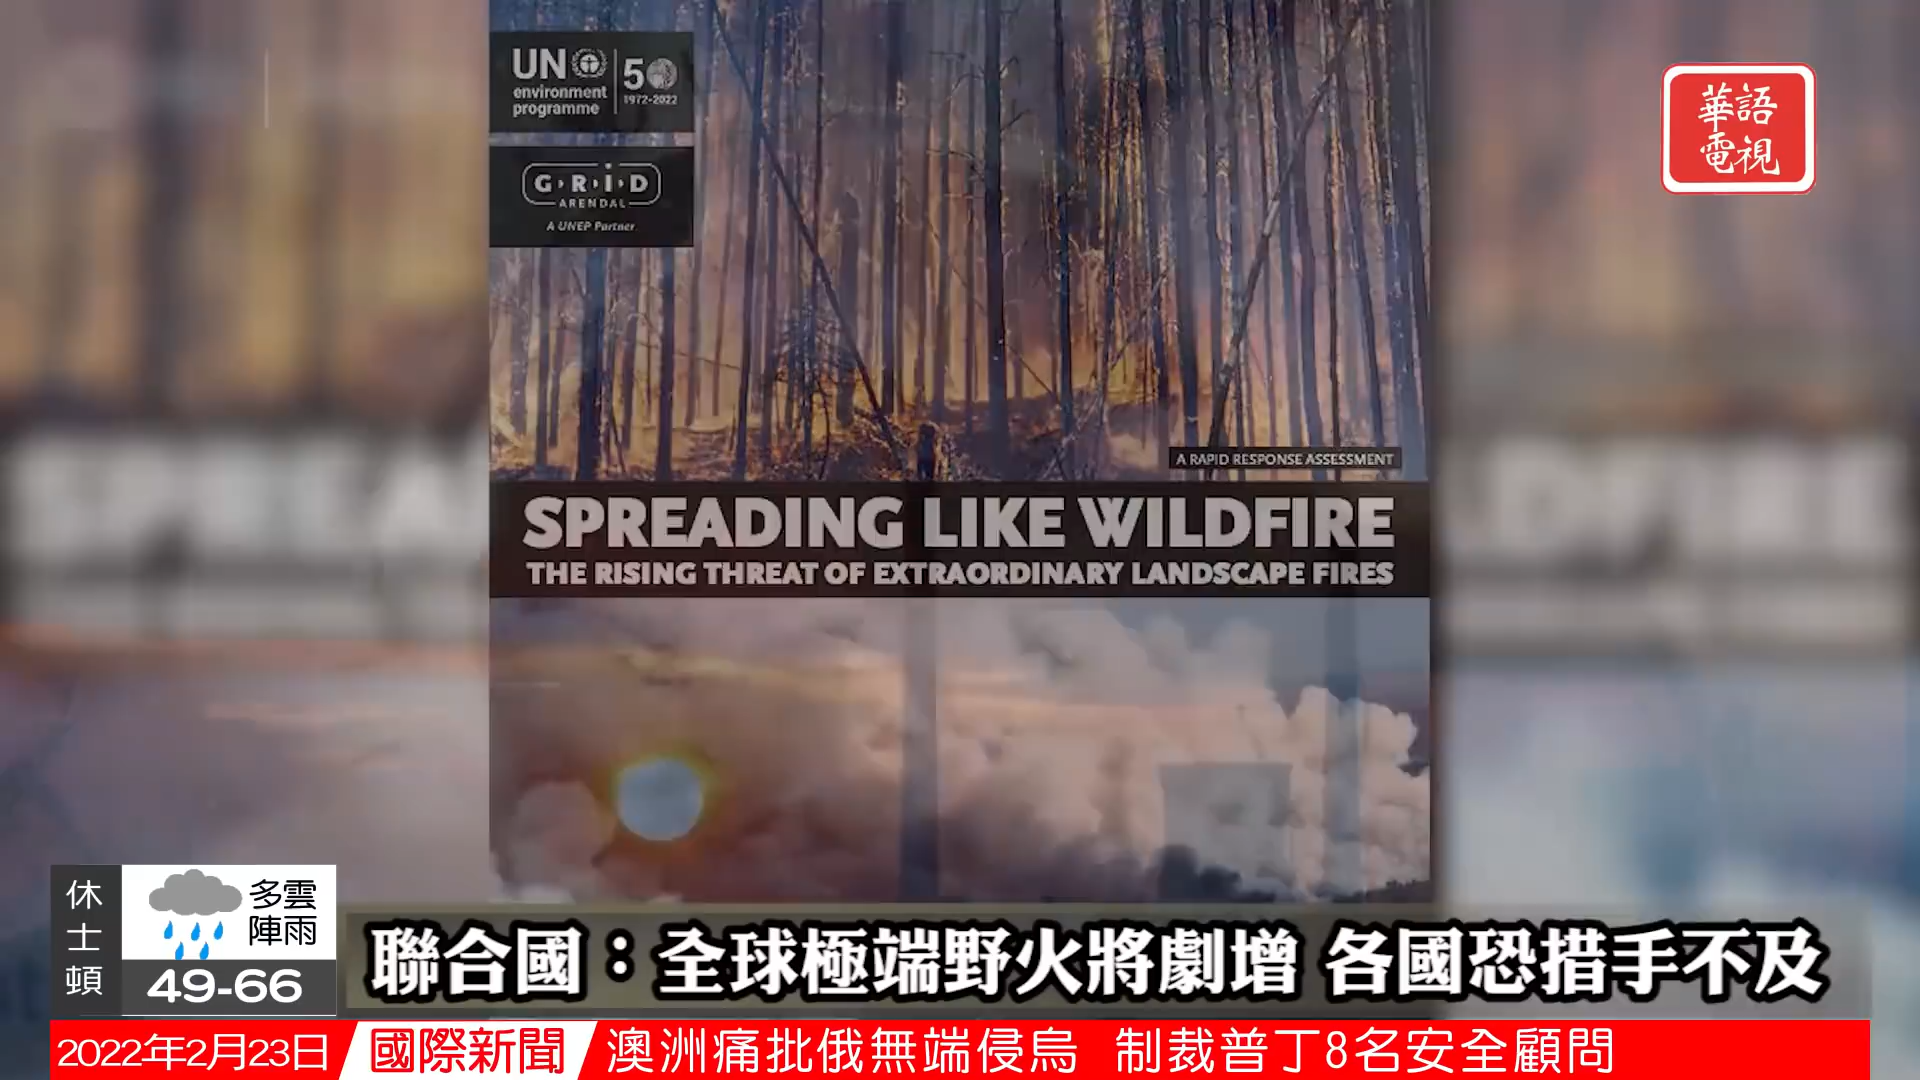 UN
environment
programme
50
1972-2022
GRID
ARENDAL
A UNEP Partner
華語
電視
A RAPID RESPONSE ASSESSMENT
SPREADING LIKE WILDFIRE
THE RISING THREAT OF EXTRAORDINARY LANDSCAPE FIRES
休士頓
多雲
陣雨
49-66
聯合國：全球極端野火將劇增 各國恐措手不及
2022年2月23日 國際新聞 澳洲痛批俄無端侵烏 制裁普丁8名安全顧問